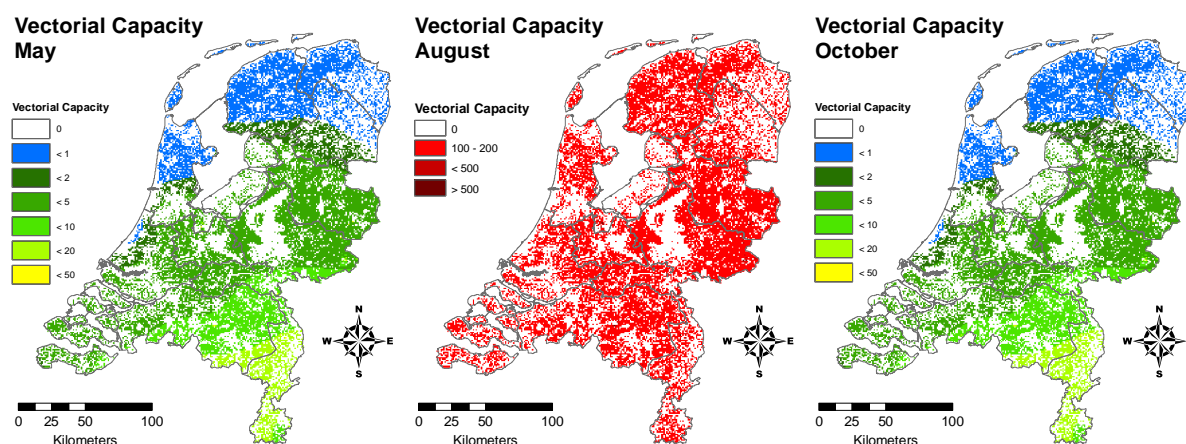 Vectorial Capacity
May
Vectorial Capacity
0
< 1
< 2
< 5
< 10
< 20
< 50
N
W E
S
0 25 50 100
Kilometers
Vectorial Capacity
August
Vectorial Capacity
0
100 - 200
< 500
> 500
N
W E
S
0 25 50 100
Kilometers
Vectorial Capacity
October
Vectorial Capacity
0
< 1
< 2
< 5
< 10
< 20
< 50
N
W E
S
0 25 50 100
Kilometers